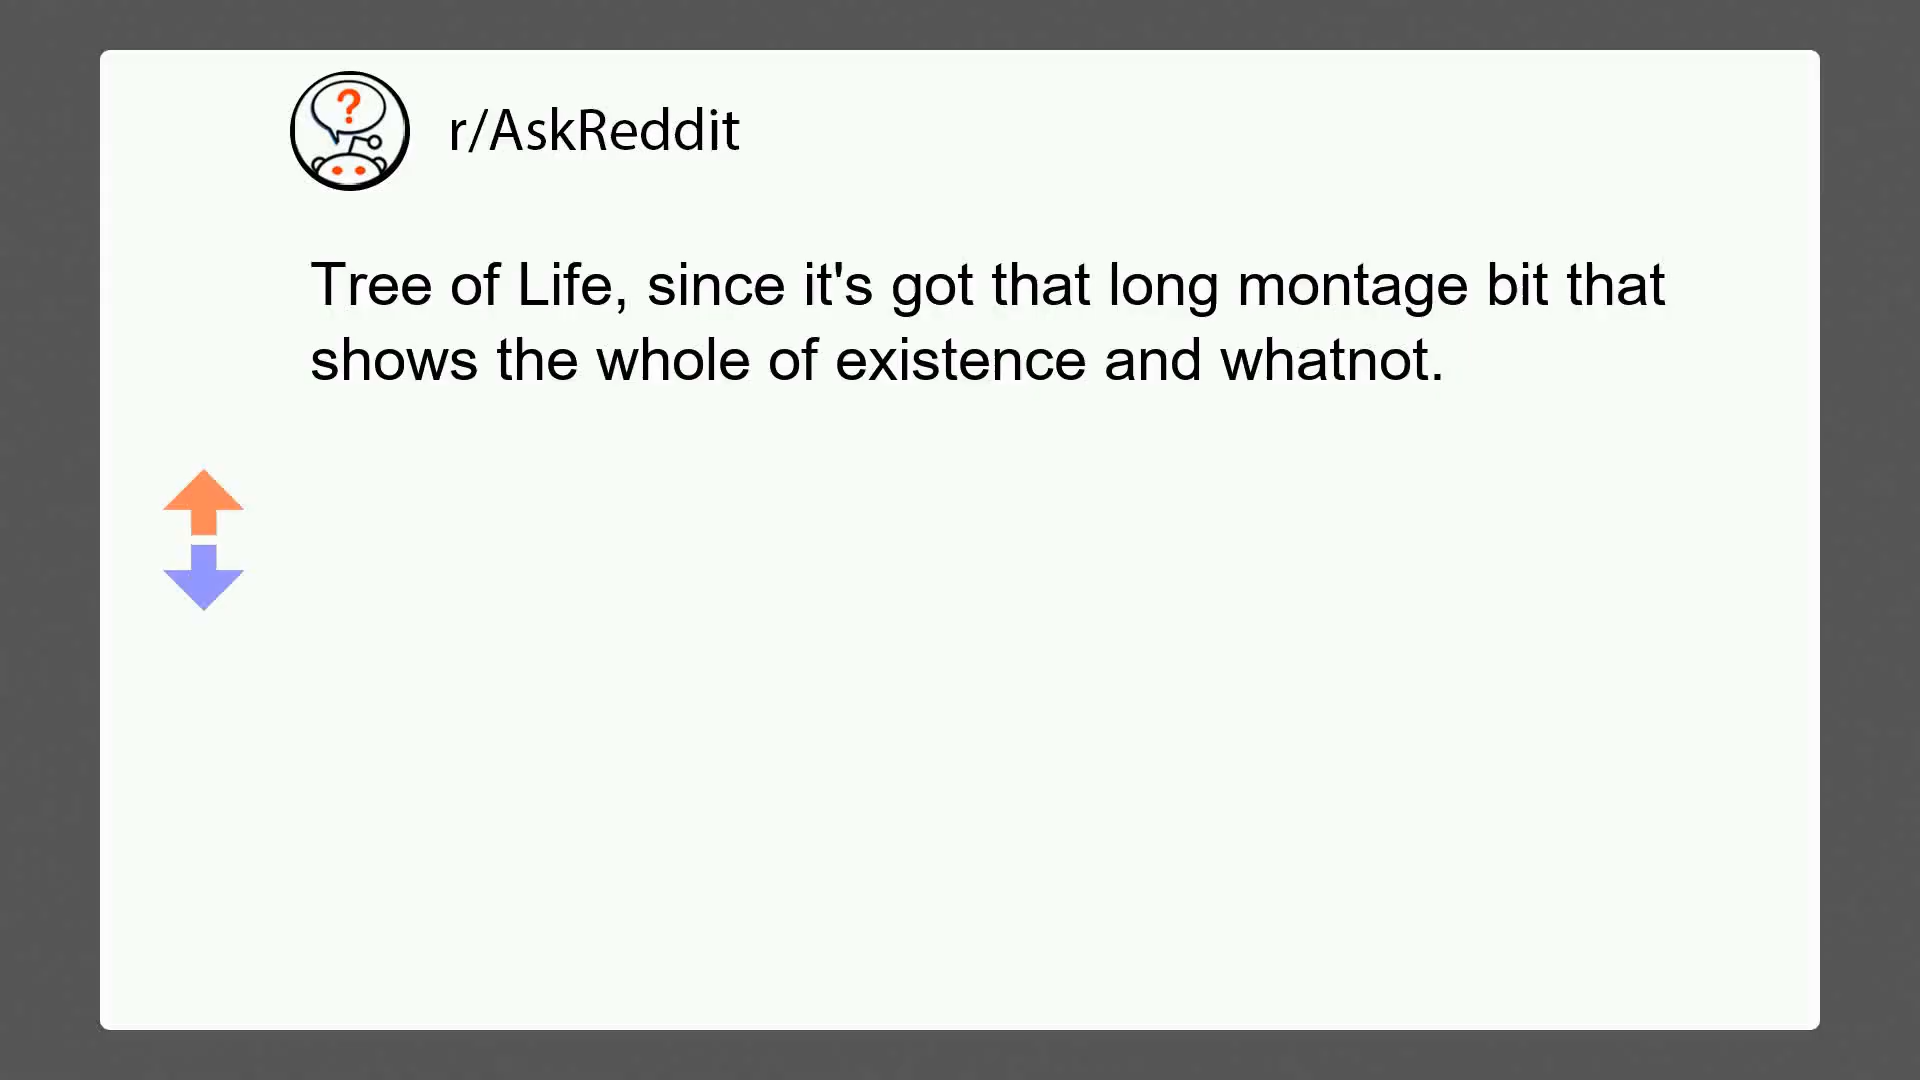 ?
r/AskReddit
Tree of Life, since it's got that long montage bit that
shows the whole of existence and whatnot.